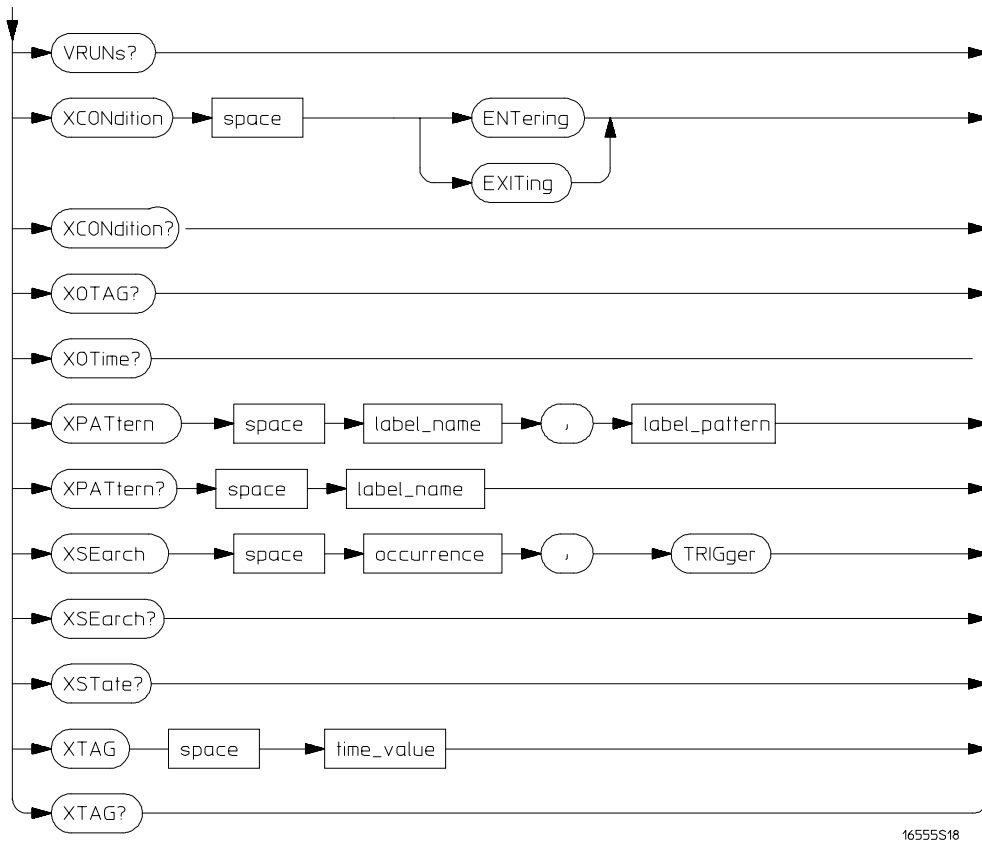 VRUNs?
XCONdition space ENTering
EXITing
XCONdition?
XOTAG?
XOTime?
XPATtern space label_name , label_pattern
XPATtern? space label_name
XSEarch space occurrence , TRIGger
XSEarch?
XSTate?
XTAG space time_value
XTAG?
16555S18